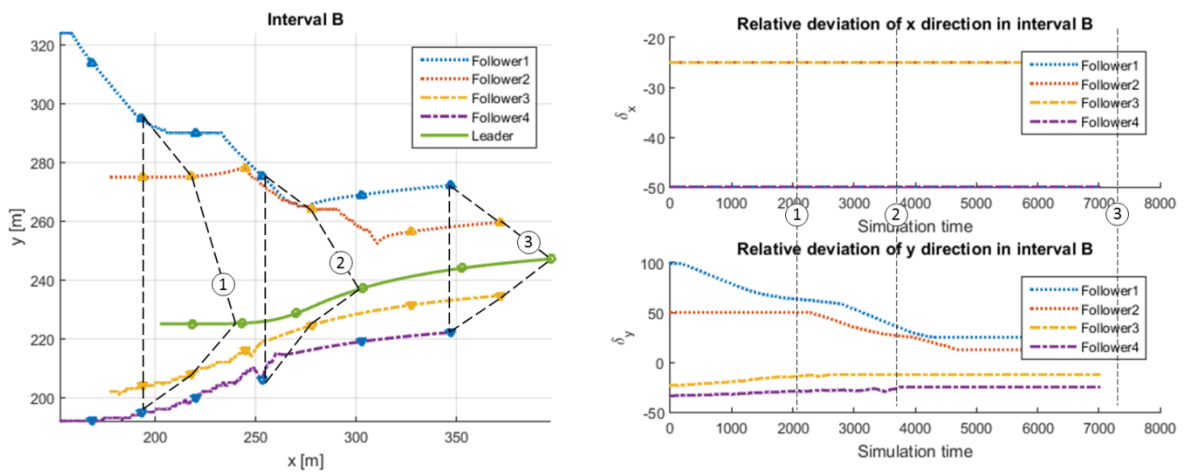 Interval B
320
300
280
260
240
220
200
y [m]
200
250
300
350
x [m]
Follower1
Follower2
Follower3
Follower4
Leader
1
2
3
Relative deviation of x direction in interval B
-20
-30
-40
-50
δx
0
1000
2000
3000
4000
5000
6000
7000
8000
Simulation time
Follower1
Follower2
Follower3
Follower4
1
2
3
Relative deviation of y direction in interval B
100
50
0
-50
δy
0
1000
2000
3000
4000
5000
6000
7000
8000
Simulation time
Follower1
Follower2
Follower3
Follower4